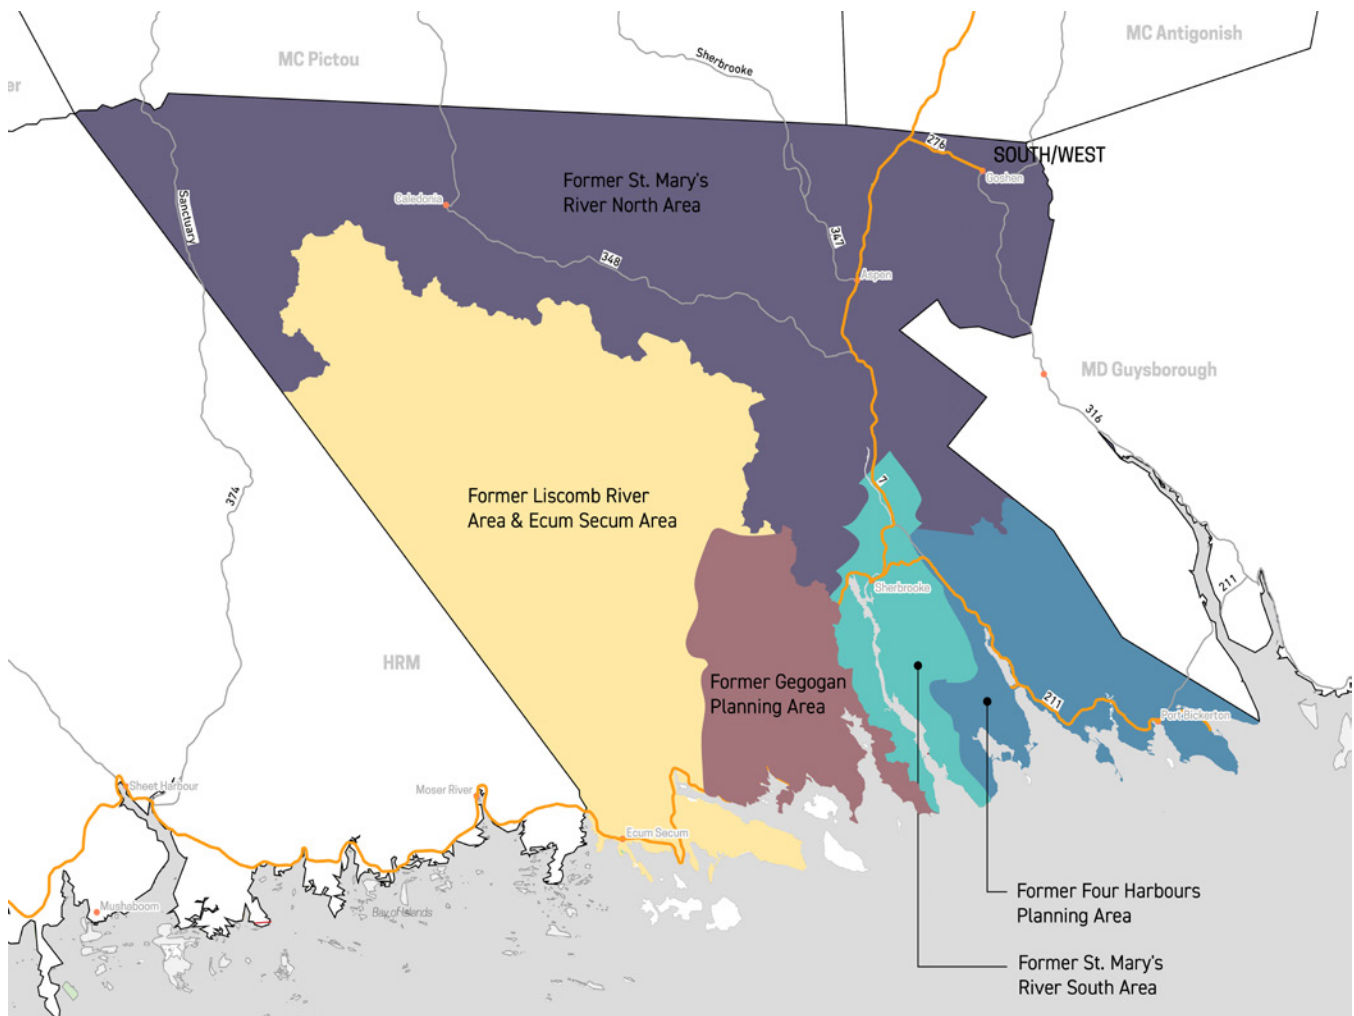 MC Antigonish
MC Pictou
Sherbrooke
er
276
SOUTH/WEST
Goshen
Former St. Mary's
River North Area
Caledonia
Sanctuary
347
348
Aspen
MD Guysborough
316
374
7
Former Liscomb River
Area & Ecum Secum Area
211
Sherbrooke
HRM
Former Gegogan
Planning Area
211
Port Bickerton
Sheet Harbour
Moser River
Ecum Secum
Mushaboom
Bay of Islands
Former Four Harbours
Planning Area
Former St. Mary's
River South Area